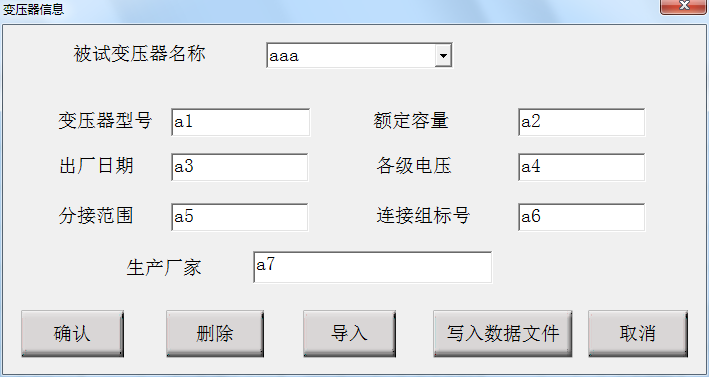 变压器信息
被试变压器名称 aaa
变压器型号 a1 额定容量 a2
出厂日期 a3 各级电压 a4
分接范围 a5 连接组标号 a6
生产厂家 a7
确认 删除 导入 写入数据文件 取消